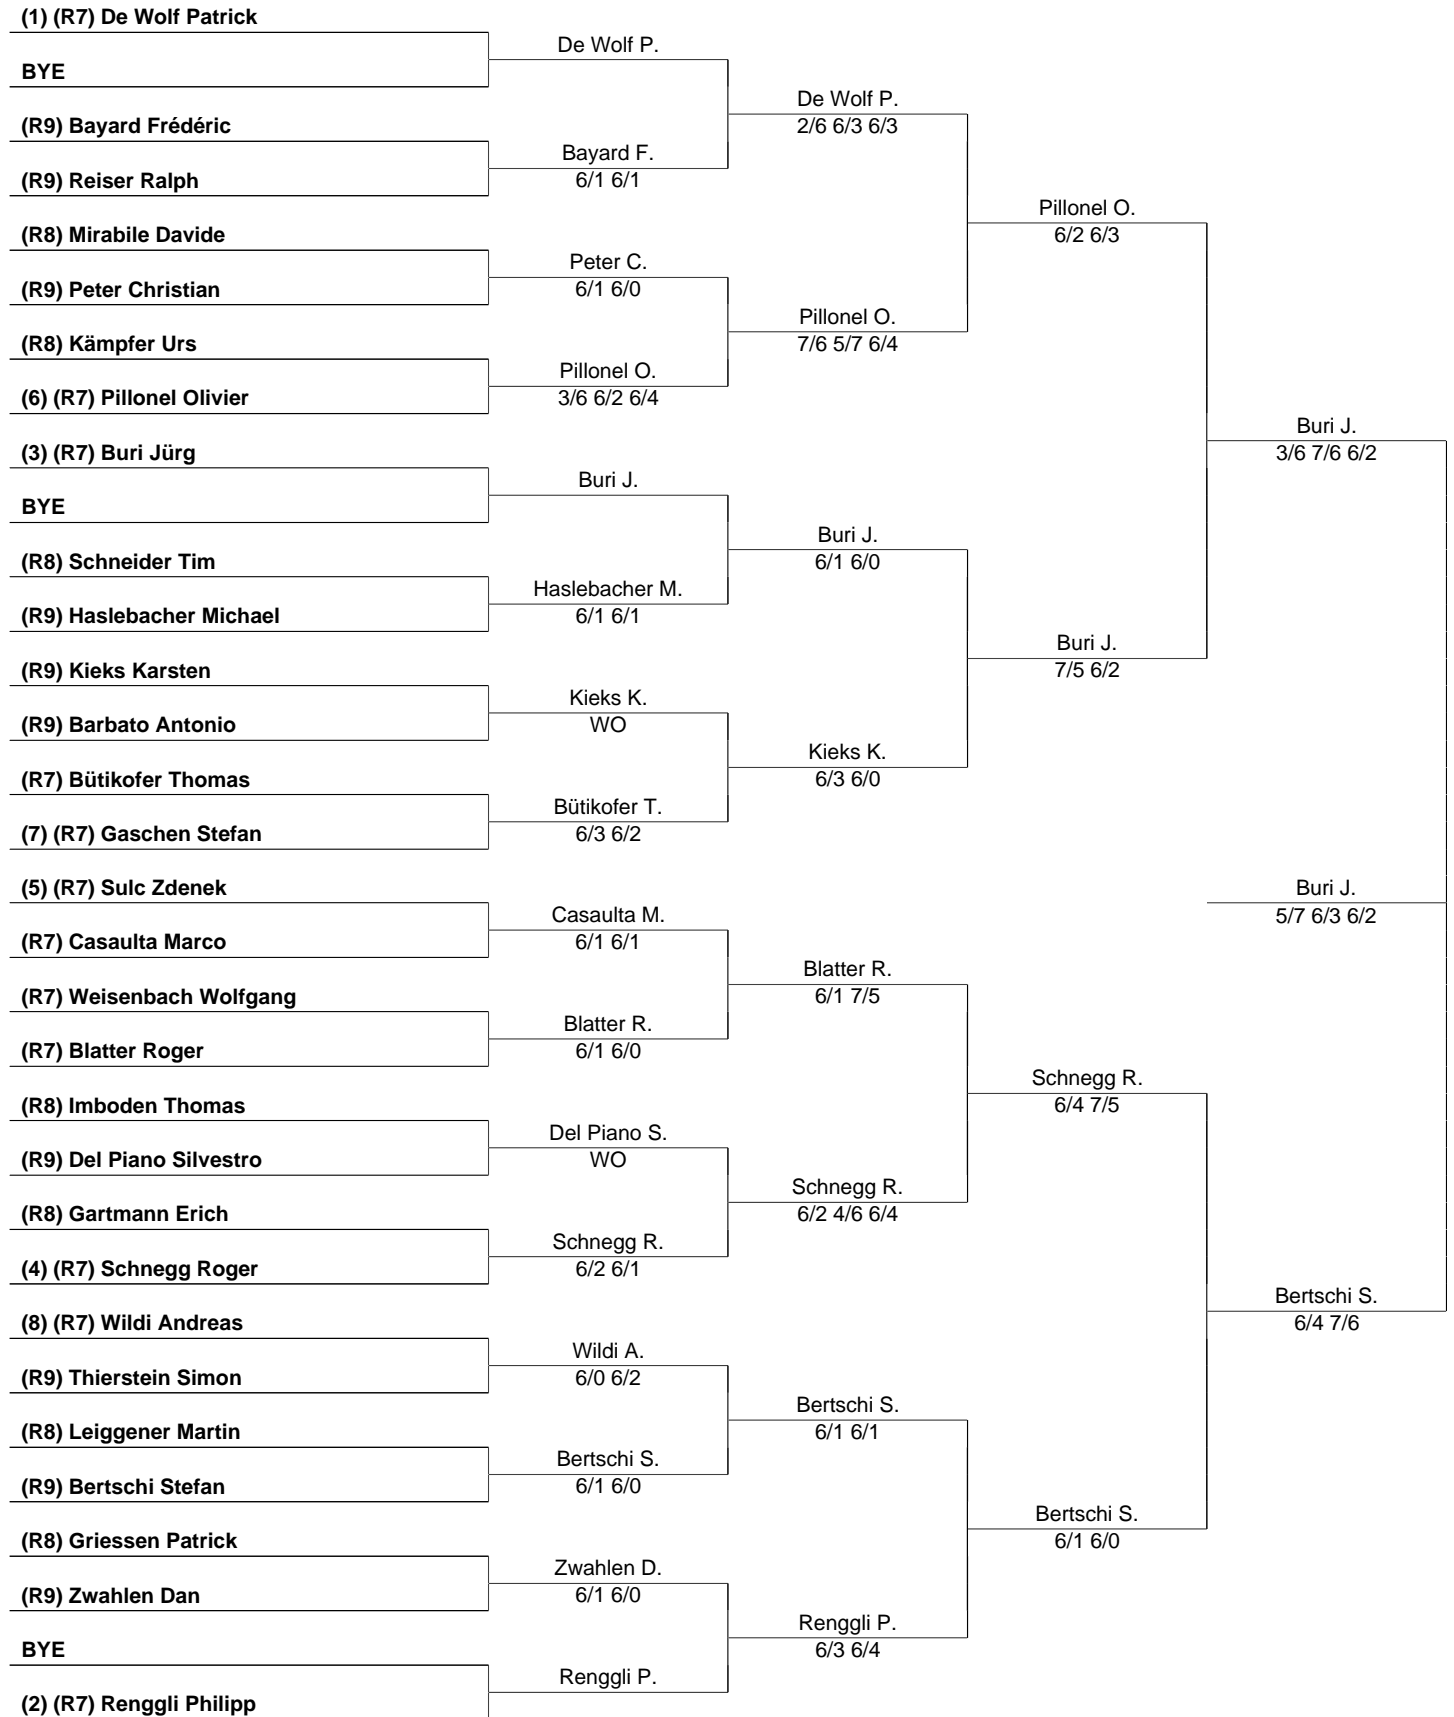 (1) (R7) De Wolf Patrick
De Wolf P.
BYE
De Wolf P.
2/6 6/3 6/3
(R9) Bayard Frédéric
Bayard F.
6/1 6/1
(R9) Reiser Ralph
Pillonel O.
6/2 6/3
(R8) Mirabile Davide
Peter C.
6/1 6/0
(R9) Peter Christian
Pillonel O.
7/6 5/7 6/4
(R8) Kämpfer Urs
Pillonel O.
3/6 6/2 6/4
(6) (R7) Pillonel Olivier
Buri J.
3/6 7/6 6/2
(3) (R7) Buri Jürg
Buri J.
BYE
Buri J.
6/1 6/0
(R8) Schneider Tim
Haslebacher M.
6/1 6/1
(R9) Haslebacher Michael
Buri J.
7/5 6/2
(R9) Kieks Karsten
Kieks K.
WO
(R9) Barbato Antonio
Kieks K.
6/3 6/0
(R7) Bütikofer Thomas
Bütikofer T.
6/3 6/2
(7) (R7) Gaschen Stefan
(5) (R7) Sulc Zdenek
Buri J.
5/7 6/3 6/2
Casaulta M.
6/1 6/1
(R7) Casaulta Marco
Blatter R.
6/1 7/5
(R7) Weisenbach Wolfgang
Blatter R.
6/1 6/0
(R7) Blatter Roger
Schnegg R.
6/4 7/5
(R8) Imboden Thomas
Del Piano S.
WO
(R9) Del Piano Silvestro
Schnegg R.
6/2 4/6 6/4
(R8) Gartmann Erich
Schnegg R.
6/2 6/1
(4) (R7) Schnegg Roger
Bertschi S.
6/4 7/6
(8) (R7) Wildi Andreas
Wildi A.
6/0 6/2
(R9) Thierstein Simon
Bertschi S.
6/1 6/1
(R8) Leiggener Martin
Bertschi S.
6/1 6/0
(R9) Bertschi Stefan
Bertschi S.
6/1 6/0
(R8) Griessen Patrick
Zwahlen D.
6/1 6/0
(R9) Zwahlen Dan
Renggli P.
6/3 6/4
BYE
Renggli P.
(2) (R7) Renggli Philipp